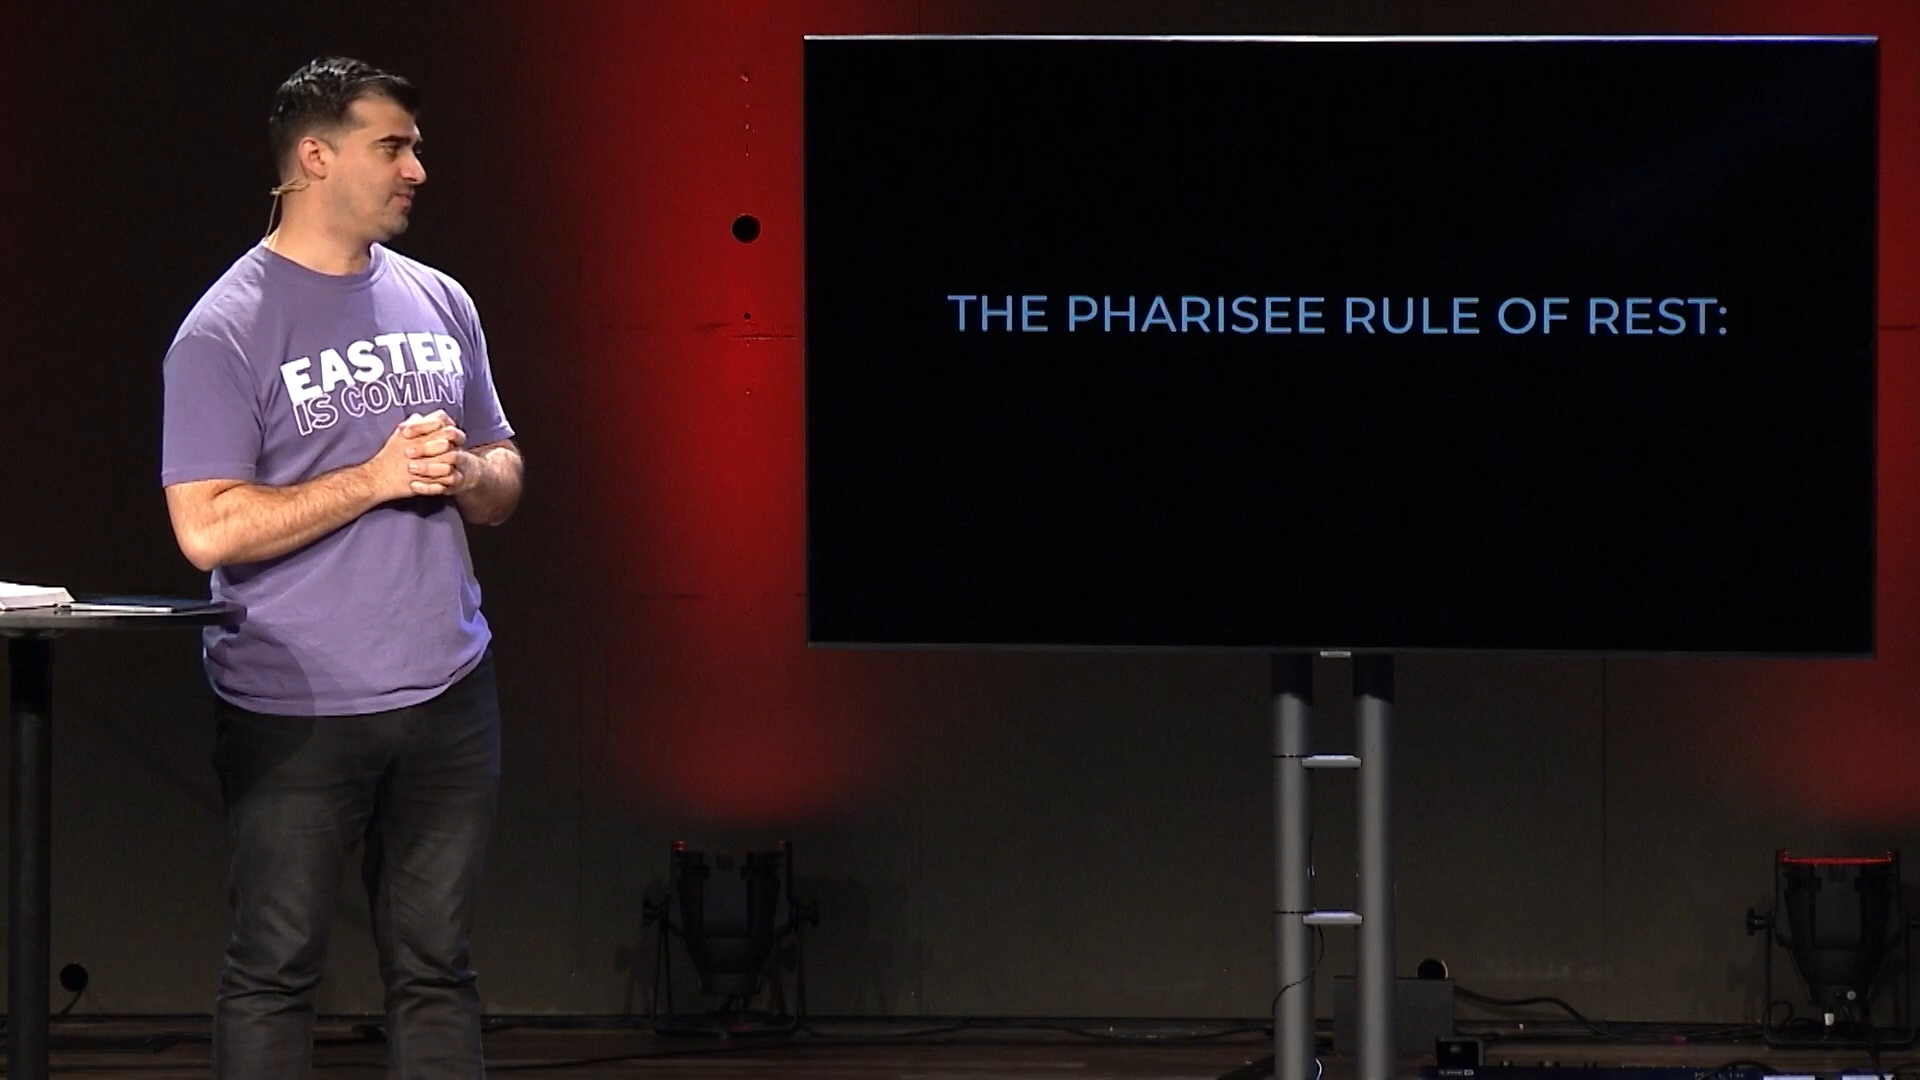 EASTER
IS COMING
THE PHARISEE RULE OF REST: